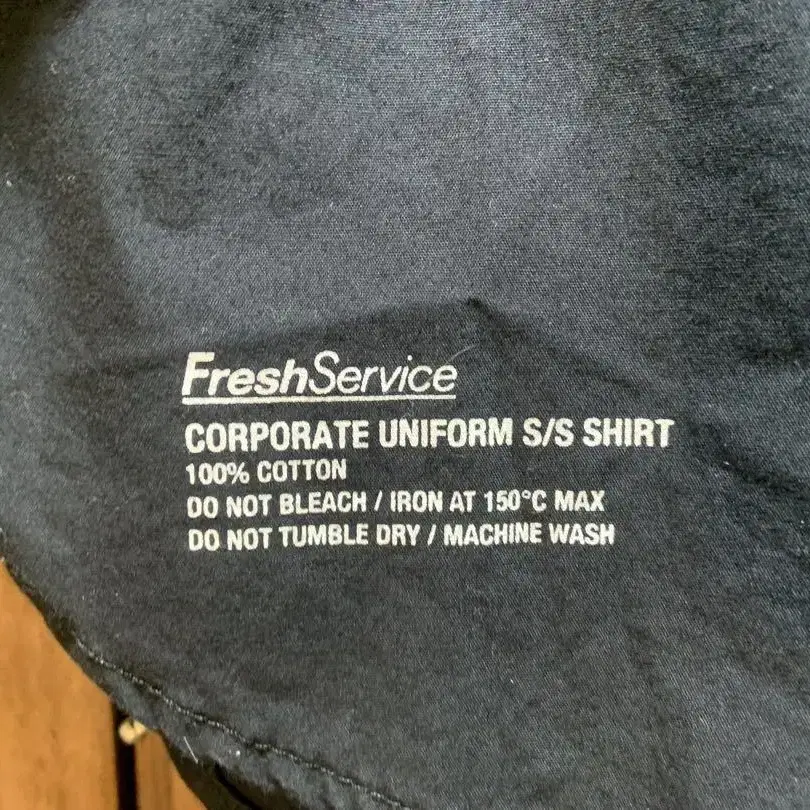 FreshService
CORPORATE UNIFORM S/S SHIRT
100% COTTON
DO NOT BLEACH / IRON AT 150°C MAX
DO NOT TUMBLE DRY / MACHINE WASH